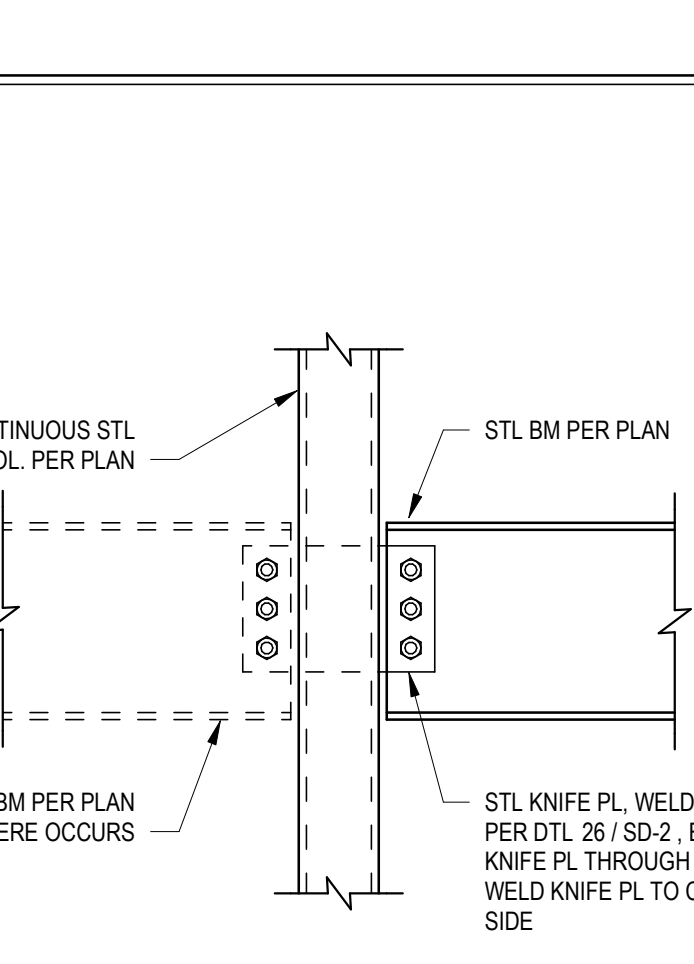 TINUOUS STL
OL. PER PLAN
STL BM PER PLAN
BM PER PLAN
ERE OCCURS
STL KNIFE PL, WELD
PER DTL 26 / SD-2 , E
KNIFE PL THROUGH
WELD KNIFE PL TO C
SIDE